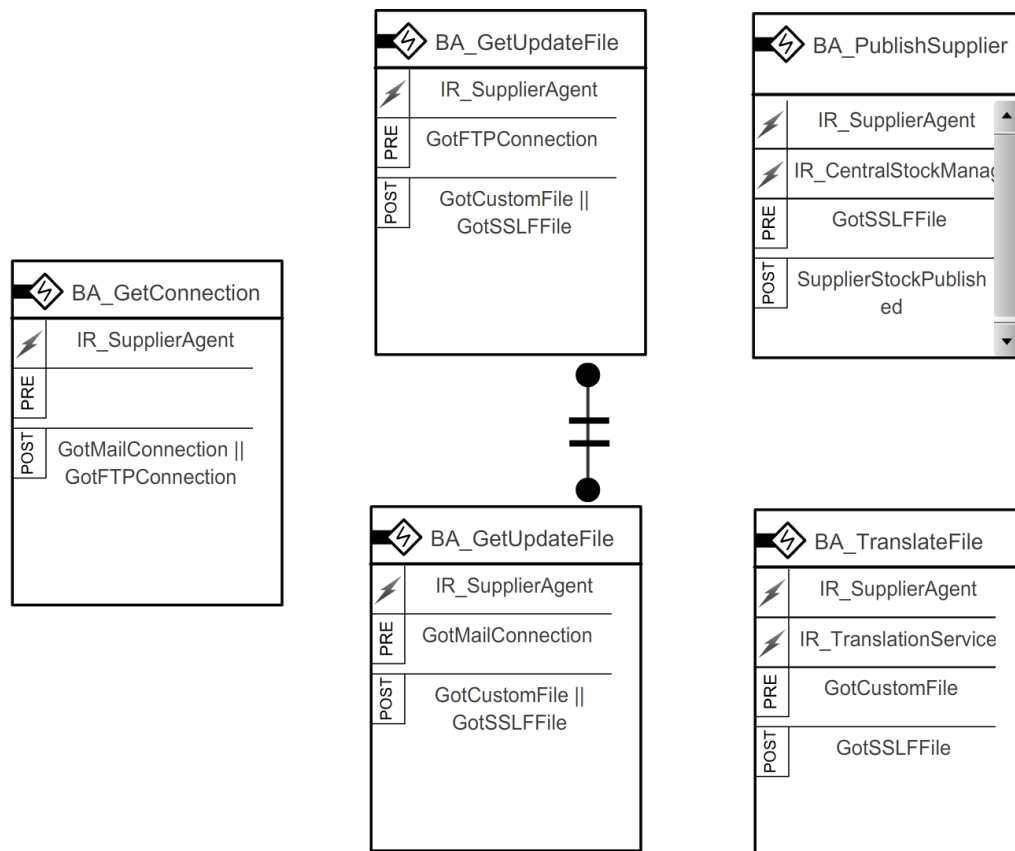 BA_GetUpdateFile
IR_SupplierAgent
PRE
GotFTPConnection
POST
GotCustomFile ||
GotSSLFFile
BA_PublishSupplier
IR_SupplierAgent
IR_CentralStockManag
PRE
GotSSLFFile
POST
SupplierStockPublish
ed
BA_GetConnection
IR_SupplierAgent
PRE
POST
GotMailConnection ||
GotFTPConnection
BA_GetUpdateFile
IR_SupplierAgent
PRE
GotMailConnection
POST
GotCustomFile ||
GotSSLFFile
BA_TranslateFile
IR_SupplierAgent
IR_TranslationService
PRE
GotCustomFile
POST
GotSSLFFile